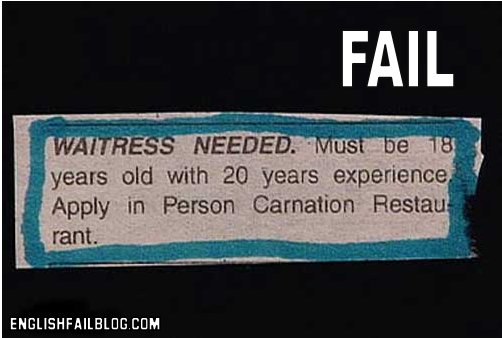 FAIL
WAITRESS NEEDED. Must be 18
years old with 20 years experience
Apply in Person Carnation Restau-
rant.
ENGLISHFAILBLOG.COM